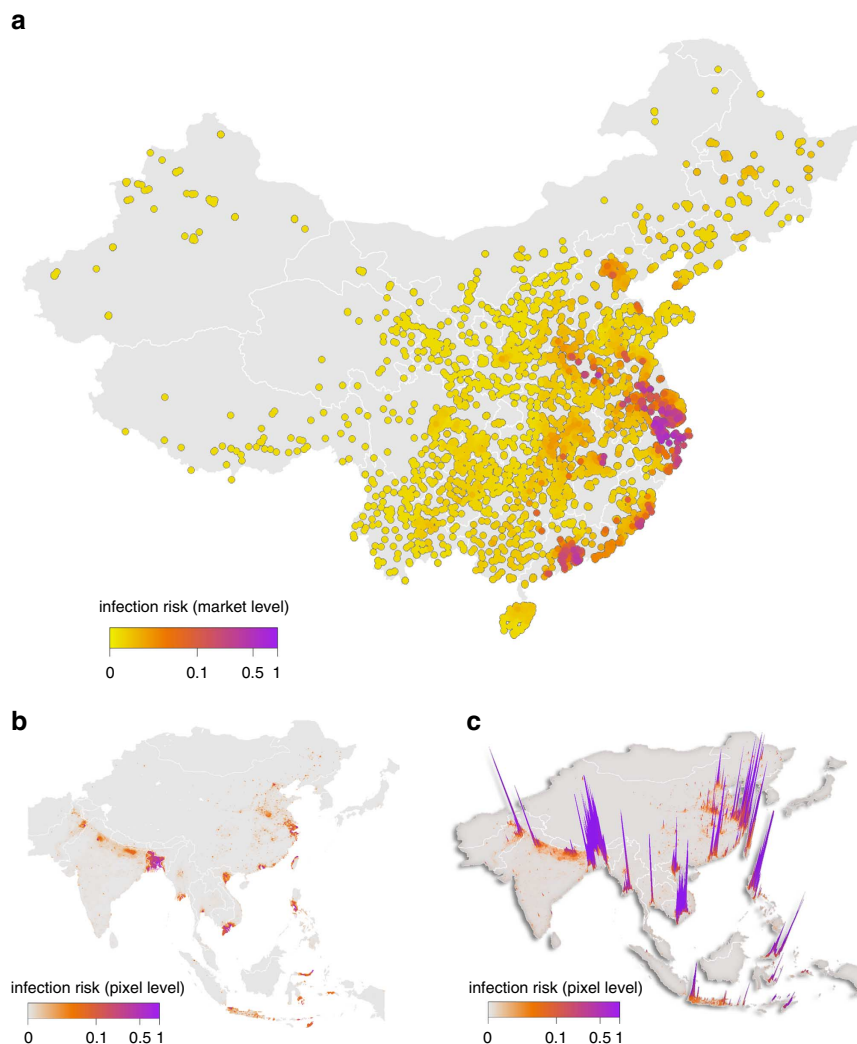 a
infection risk (market level)
0 0.1 0.5 1
b
infection risk (pixel level)
0 0.1 0.5 1
c
infection risk (pixel level)
0 0.1 0.5 1